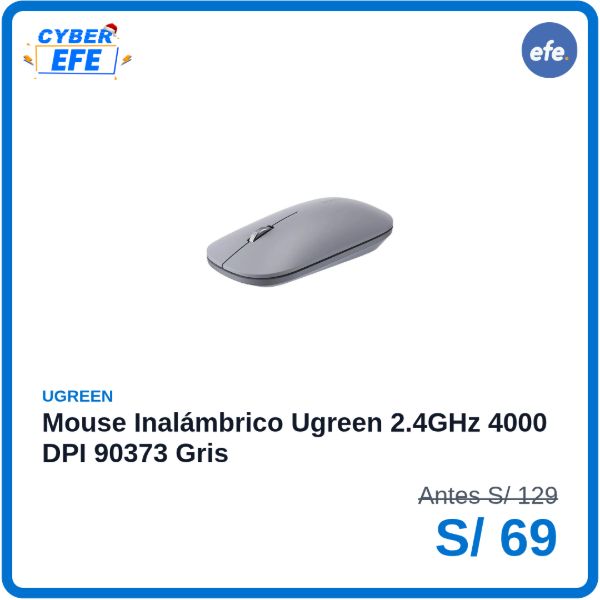 CYBER
EFE
efe.
UGREEN
Mouse Inalámbrico Ugreen 2.4GHz 4000
DPI 90373 Gris
Antes S/ 129
S/ 69